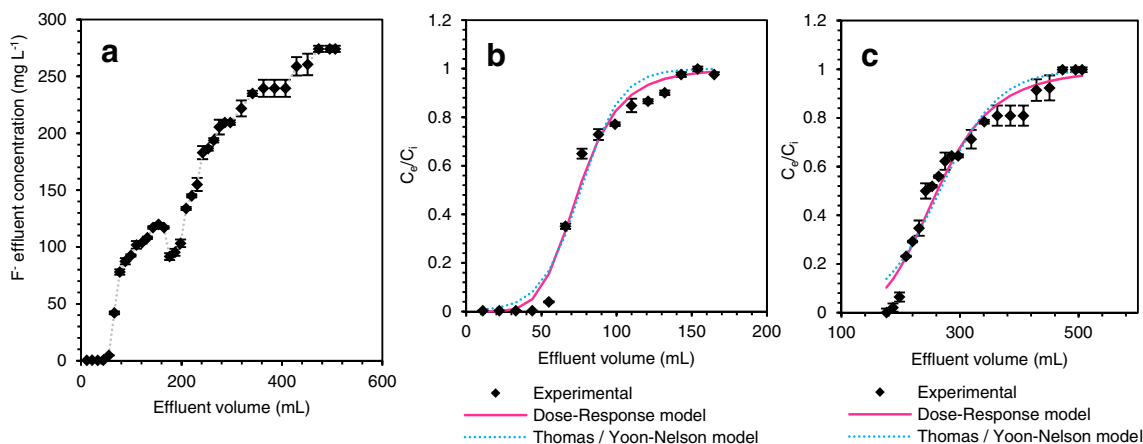 a
F- effluent concentration (mg L-1)
300
250
200
150
100
50
0
0 200 400 600
Effluent volume (mL)
b
Ce/Ci
1.2
1
0.8
0.6
0.4
0.2
0
0 50 100 150 200
Effluent volume (mL)
Experimental
Dose-Response model
Thomas / Yoon-Nelson model
c
Ce/Ci
1.2
1
0.8
0.6
0.4
0.2
0
100 300 500
Effluent volume (mL)
Experimental
Dose-Response model
Thomas / Yoon-Nelson model